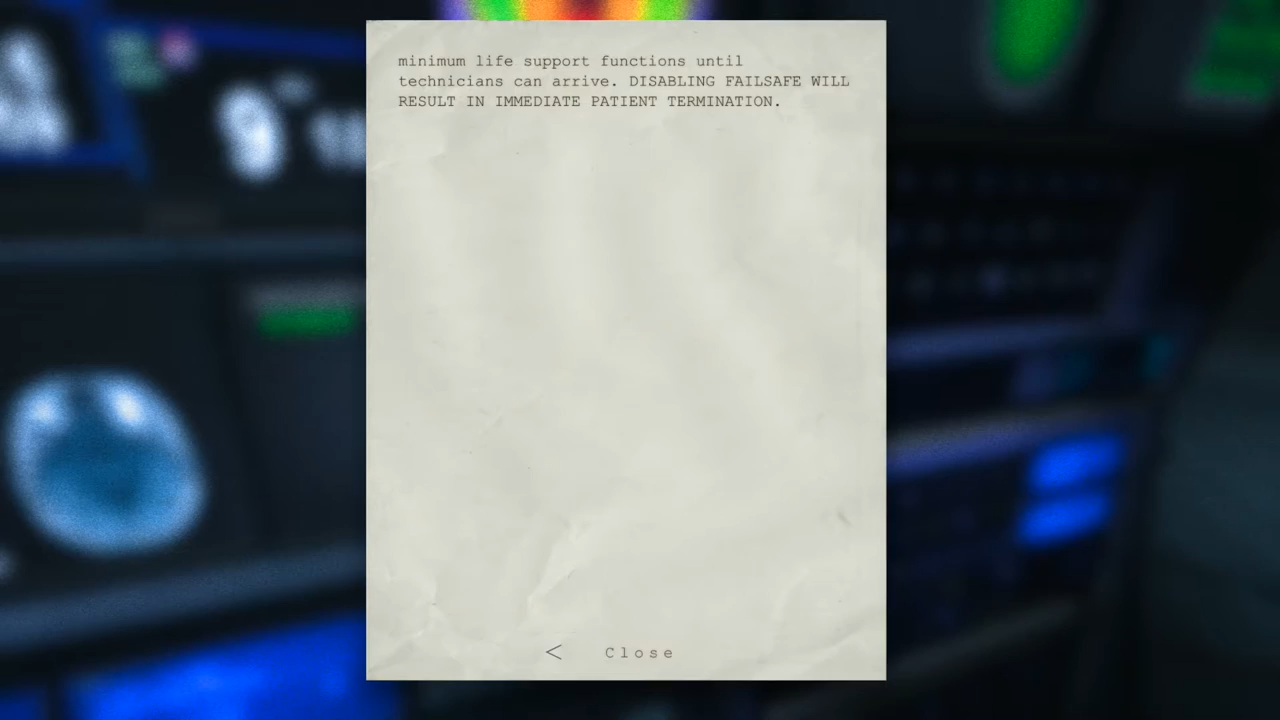 minimum life support functions until
technicians can arrive. DISABLING FAILSAFE WILL
RESULT IN IMMEDIATE PATIENT TERMINATION.
< Close